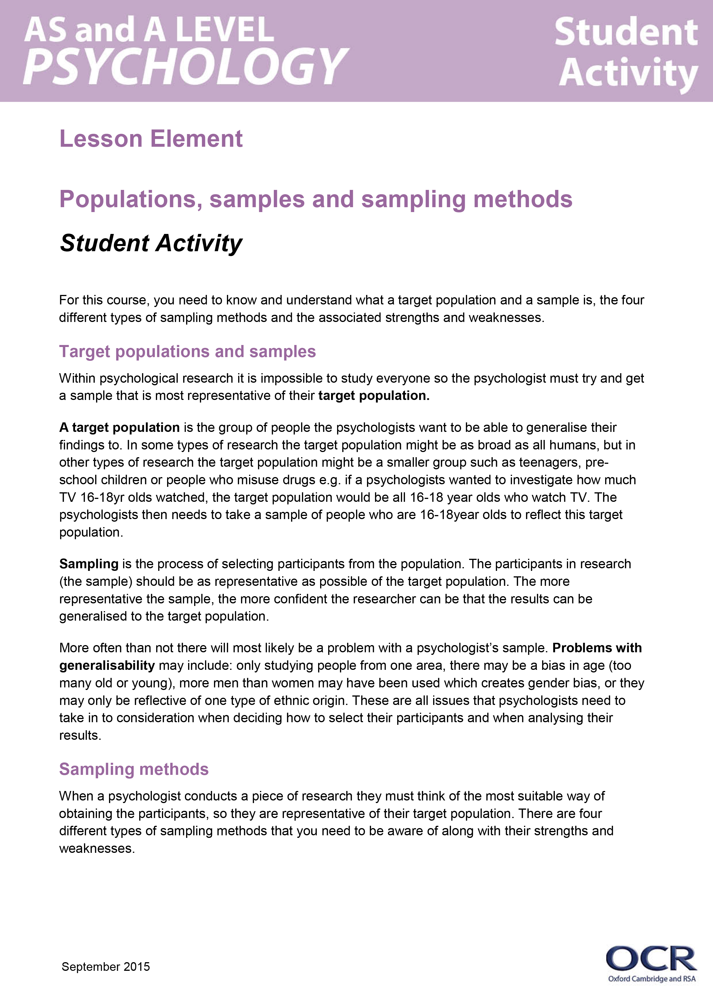 AS and A LEVEL
PSYCHOLOGY
Student
Activity
Lesson Element
Populations, samples and sampling methods
Student Activity
For this course, you need to know and understand what a target population and a sample is, the four
different types of sampling methods and the associated strengths and weaknesses.
Target populations and samples
Within psychological research it is impossible to study everyone so the psychologist must try and get
a sample that is most representative of their target population.
A target population is the group of people the psychologists want to be able to generalise their
findings to. In some types of research the target population might be as broad as all humans, but in
other types of research the target population might be a smaller group such as teenagers, pre-
school children or people who misuse drugs e.g. if a psychologists wanted to investigate how much
TV 16-18yr olds watched, the target population would be all 16-18 year olds who watch TV. The
psychologists then needs to take a sample of people who are 16-18year olds to reflect this target
population.
Sampling is the process of selecting participants from the population. The participants in research
(the sample) should be as representative as possible of the target population. The more
representative the sample, the more confident the researcher can be that the results can be
generalised to the target population.
More often than not there will most likely be a problem with a psychologist’s sample. Problems with
generalisability may include: only studying people from one area, there may be a bias in age (too
many old or young), more men than women may have been used which creates gender bias, or they
may only be reflective of one type of ethnic origin. These are all issues that psychologists need to
take in to consideration when deciding how to select their participants and when analysing their
results.
Sampling methods
When a psychologist conducts a piece of research they must think of the most suitable way of
obtaining the participants, so they are representative of their target population. There are four
different types of sampling methods that you need to be aware of along with their strengths and
weaknesses.
September 2015
OCR
Oxford Cambridge and RSA